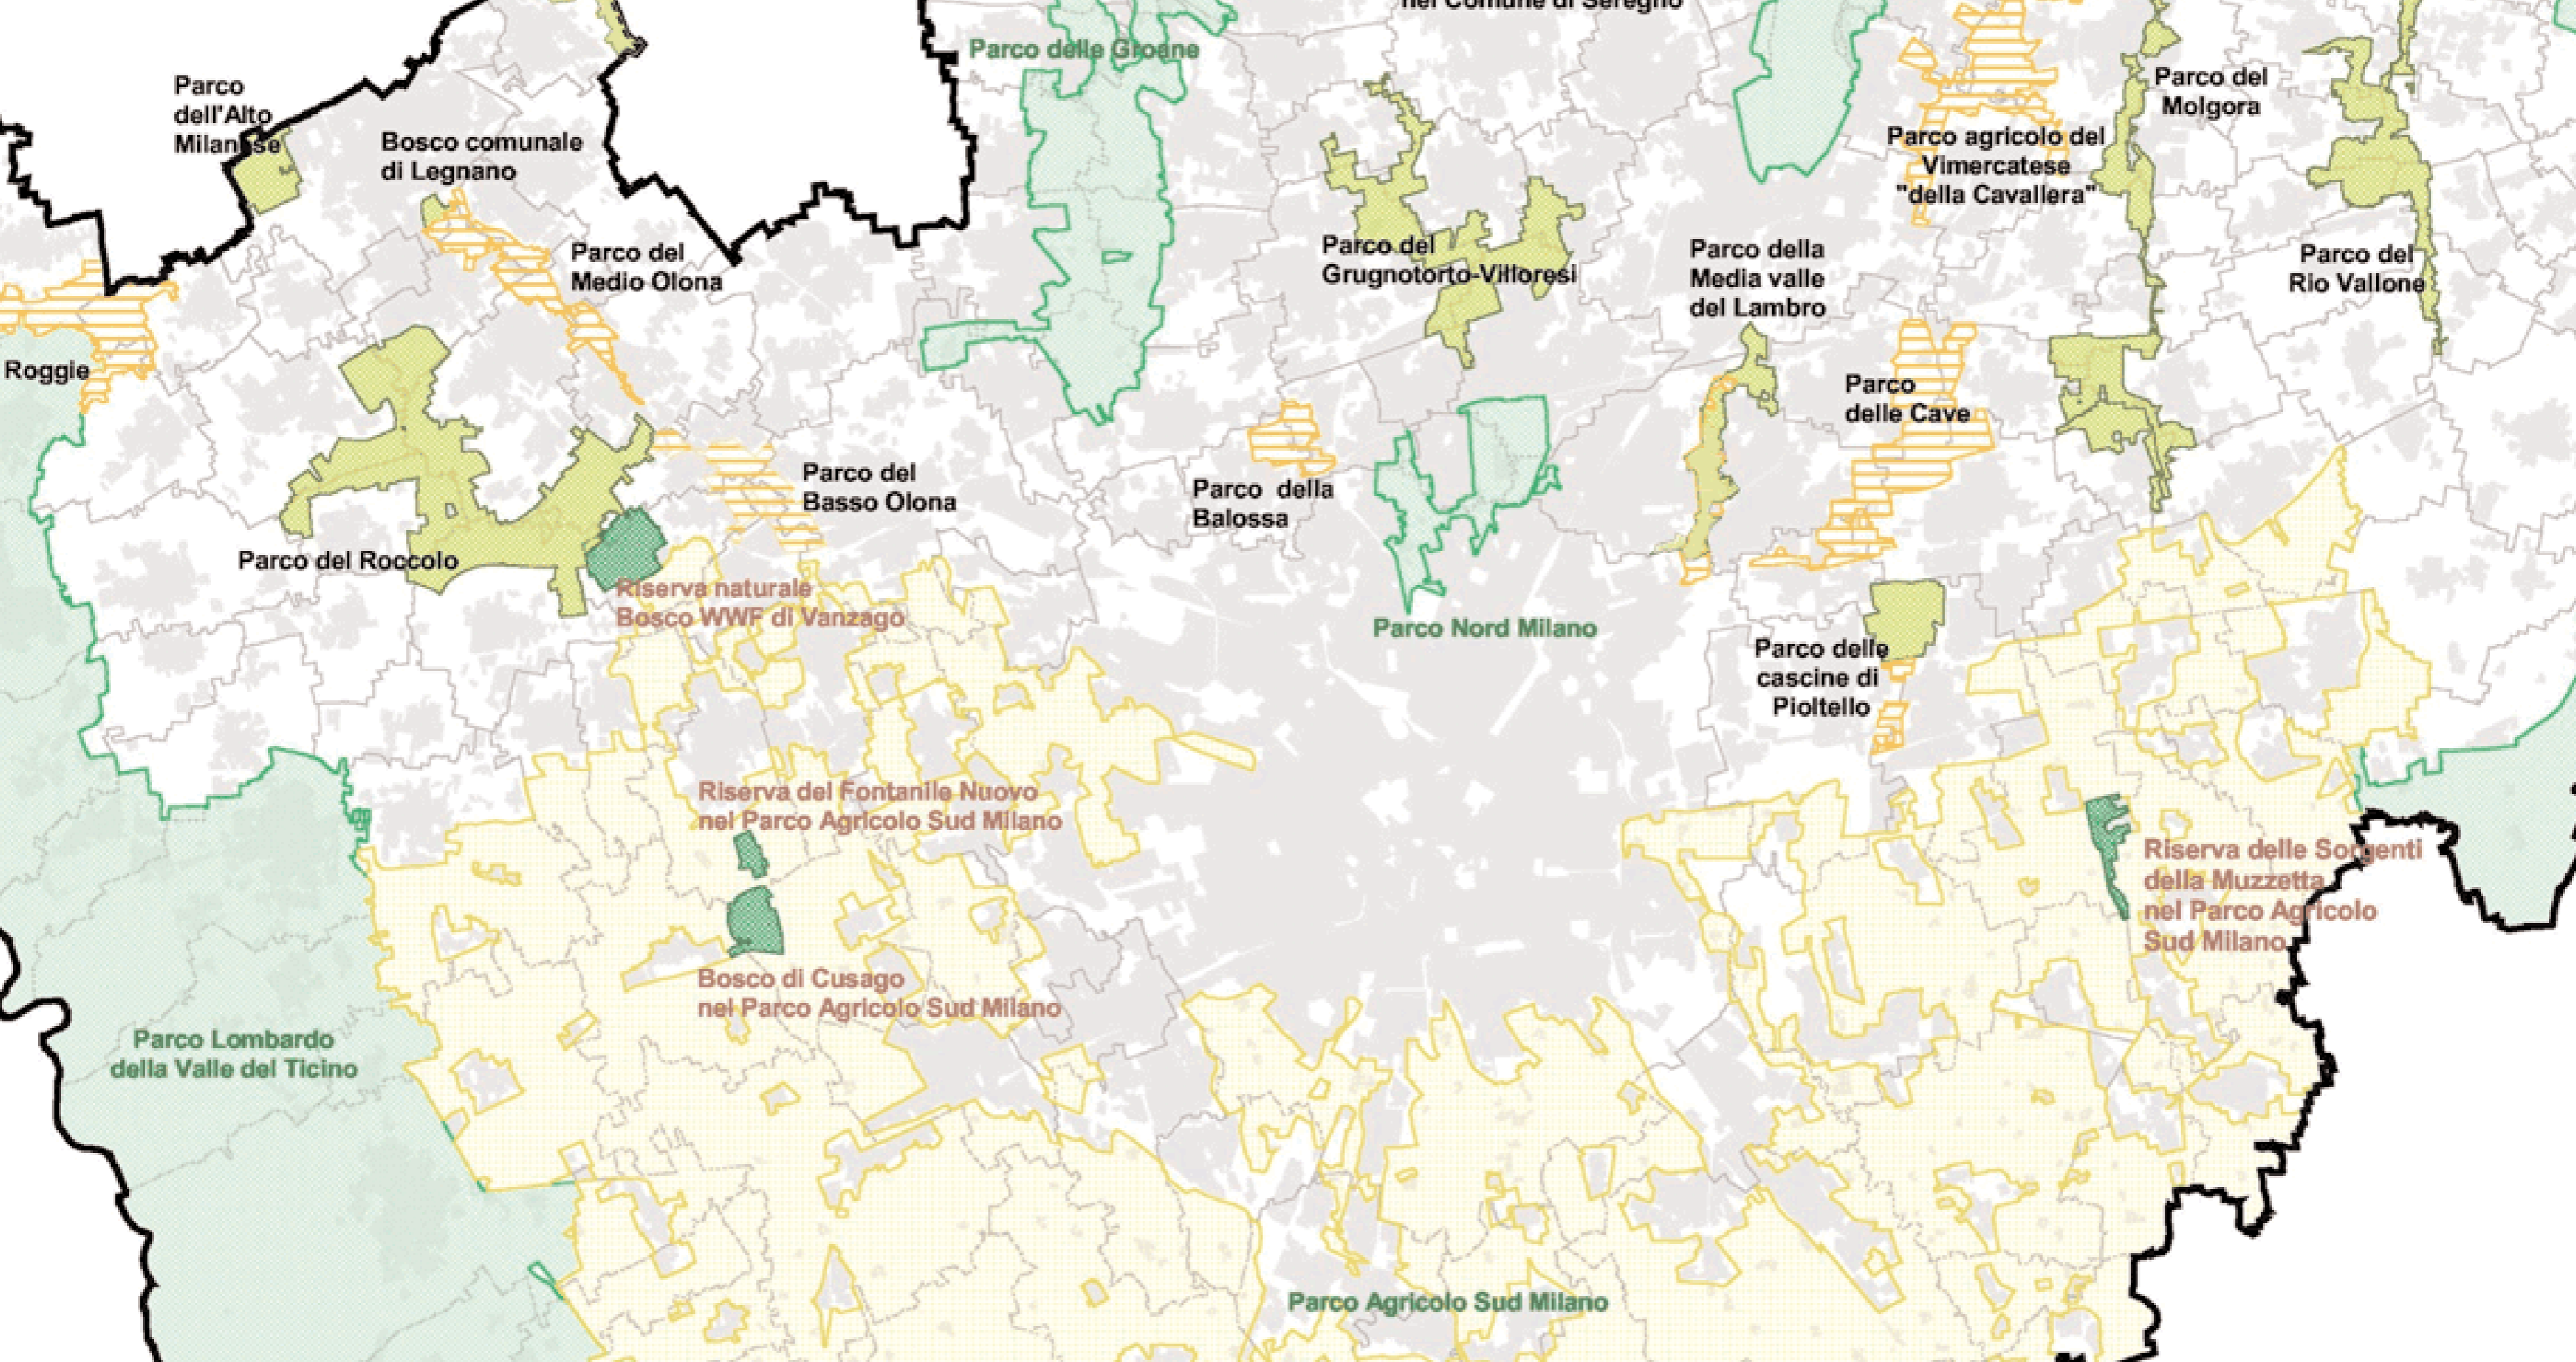 nel Comune di Seregno
Parco delle Groane
Parco
dell'Alto
Milanese
Bosco comunale
di Legnano
Parco del
Molgora
Parco agricolo del
Vimercatese
"della Cavallera"
Parco del
Medio Olona
Parco del
Grugnotorto-Villoresi
Parco della
Media valle
del Lambro
Parco del
Rio Vallone
Roggie
Parco
delle Cave
Parco del
Basso Olona
Parco della
Balossa
Parco del Roccolo
Riserva naturale
Bosco WWF di Vanzago
Parco Nord Milano
Parco delle
cascine di
Pioltello
Riserva del Fontanile Nuovo
nel Parco Agricolo Sud Milano
Riserva delle Sorgenti
della Muzzetta
nel Parco Agricolo
Sud Milano
Bosco di Cusago
nel Parco Agricolo Sud Milano
Parco Lombardo
della Valle del Ticino
Parco Agricolo Sud Milano